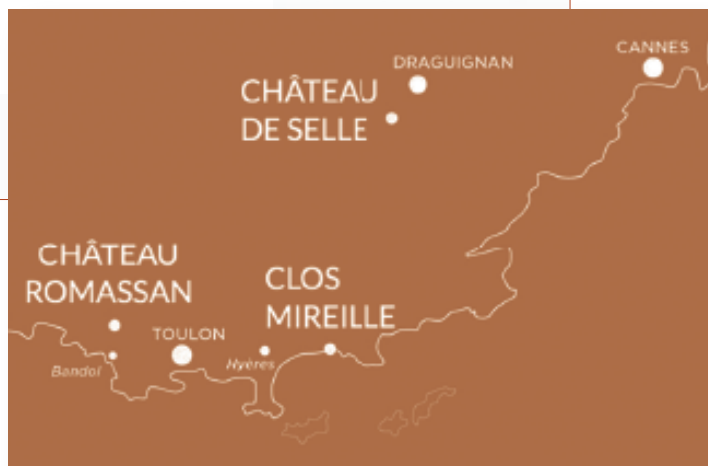 CANNES
DRAGUIGNAN
CHÂTEAU
DE SELLE
CHÂTEAU
ROMASSAN
CLOS
MIREILLE
TOULON
Bandol
Hyères